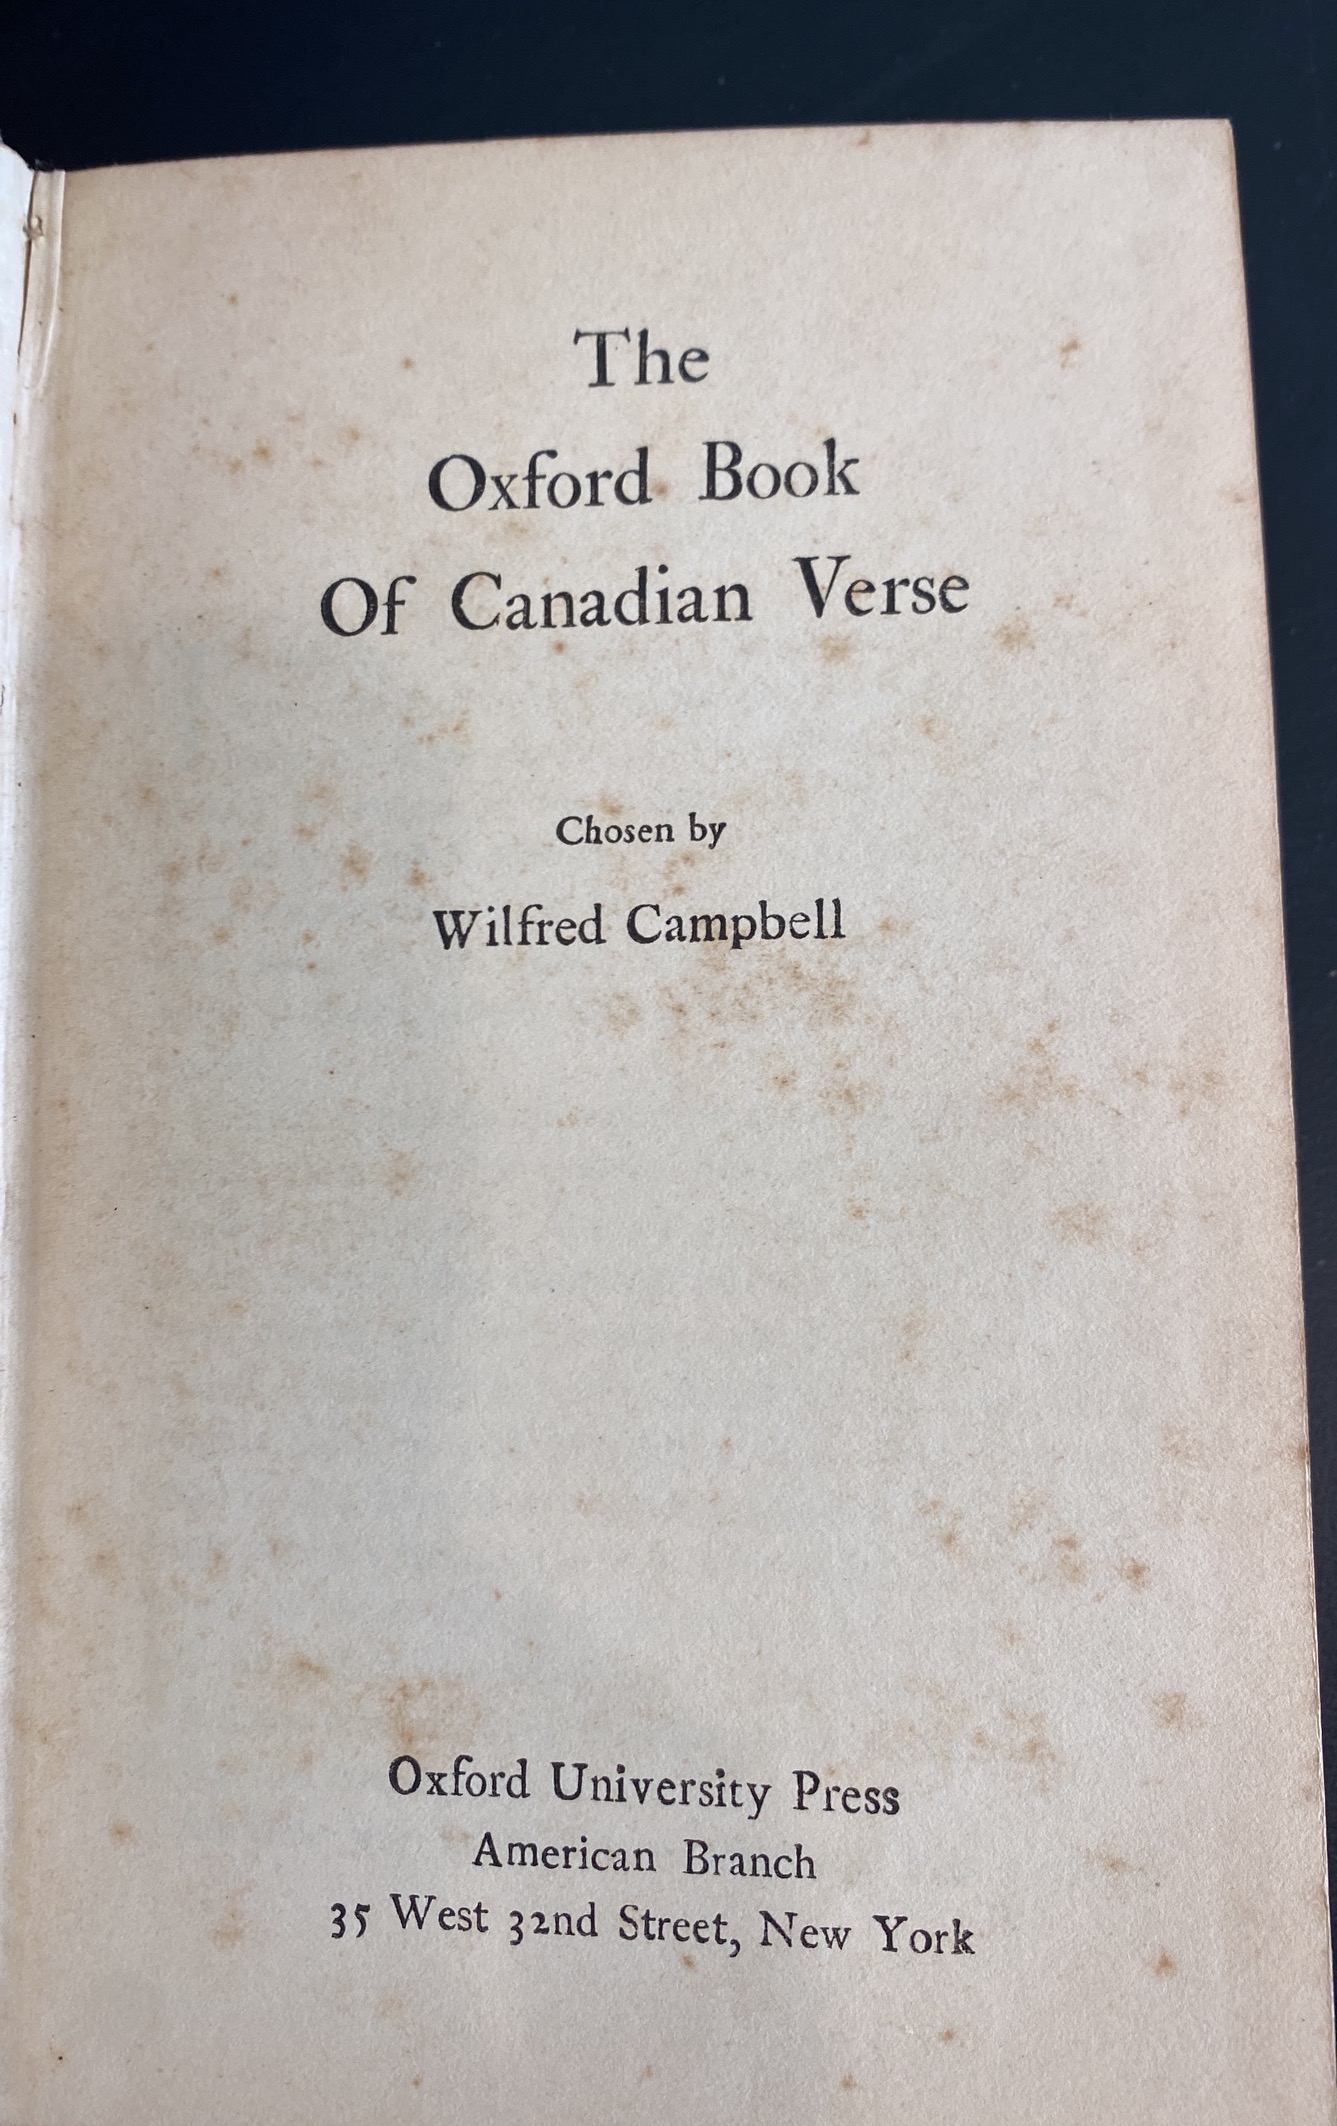 The
Oxford Book
Of Canadian Verse
Chosen by
Wilfred Campbell
Oxford University Press
American Branch
35 West 32nd Street, New York